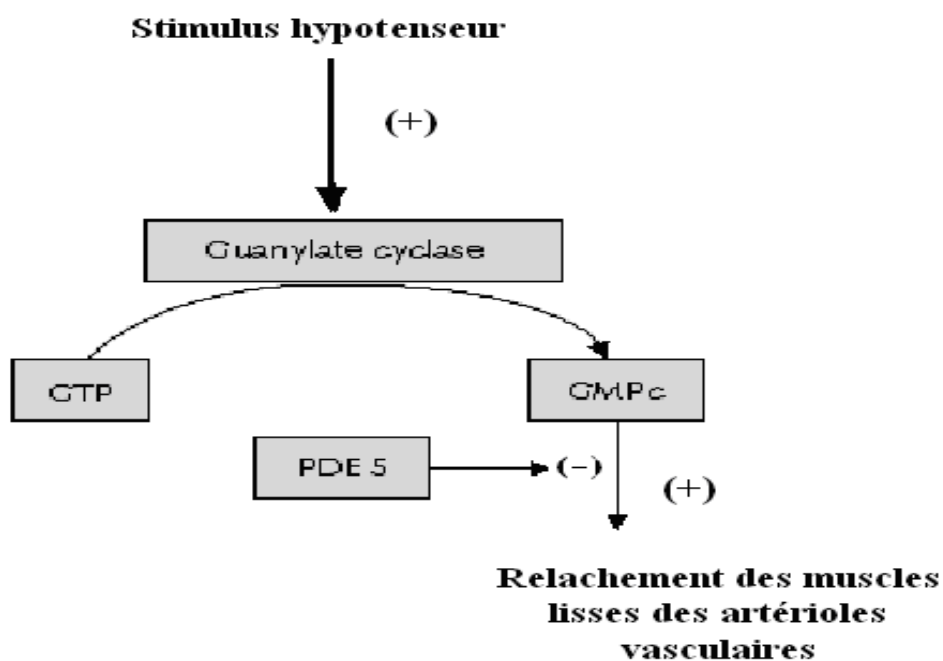 Stimulus hypotenseur
(+)
Guanylate cyclase
GTP
GMPc
PDE 5
(-)
(+)
Relachement des muscles
lisses des artérioles
vasculaires